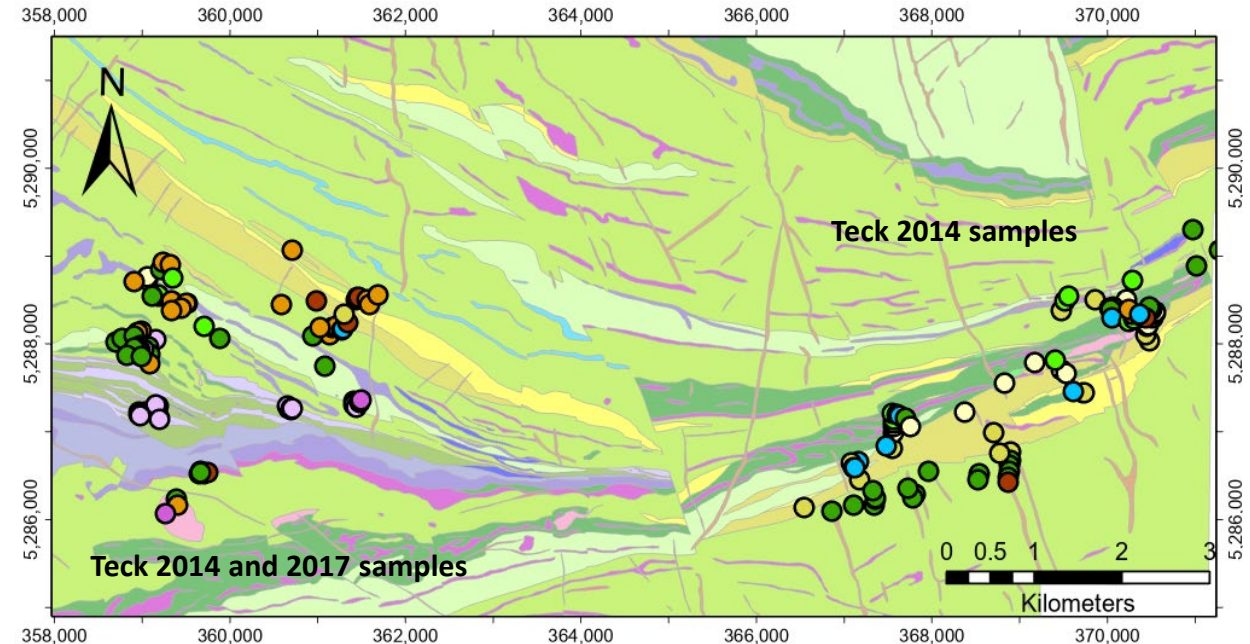 358,000 360,000 362,000 364,000 366,000 368,000 370,000
N
5,290,000 5,290,000
Teck 2014 samples
5,288,000 5,288,000
5,286,000 5,286,000
0 0.5 1 2 3
Kilometers
Teck 2014 and 2017 samples
358,000 360,000 362,000 364,000 366,000 368,000 370,000